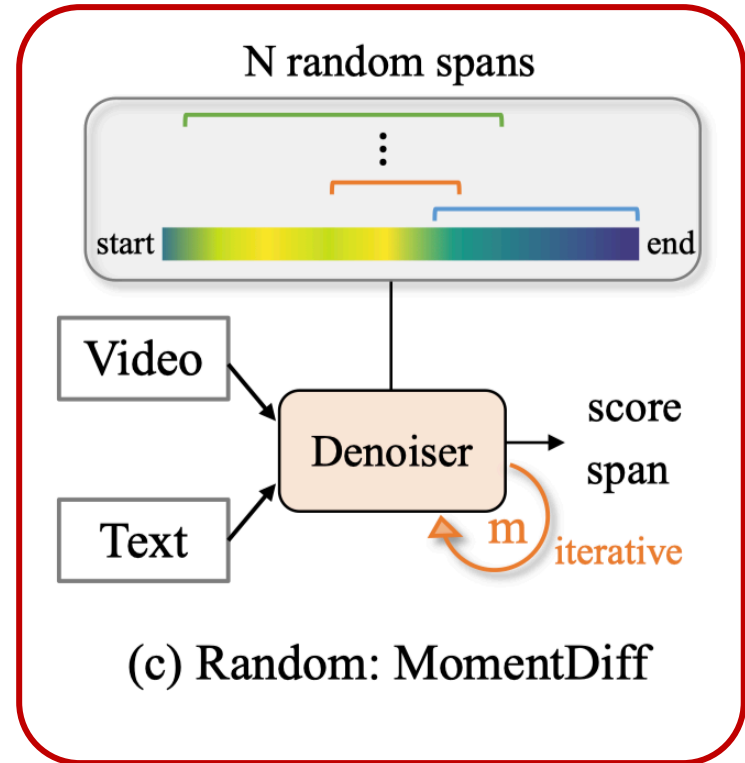 N random spans
start
end
Video
Denoiser
score
span
Text
m
iterative
(c) Random: MomentDiff